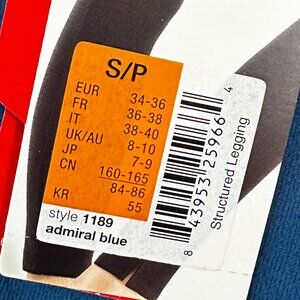 S/P
EUR 34-36
FR 36-38
IT 38-40
UK/AU 8-10
JP 7-9
CN 160-165
84-86
KR 55
style 1189
admiral blue
8 43953 25966 4
Structured Legging